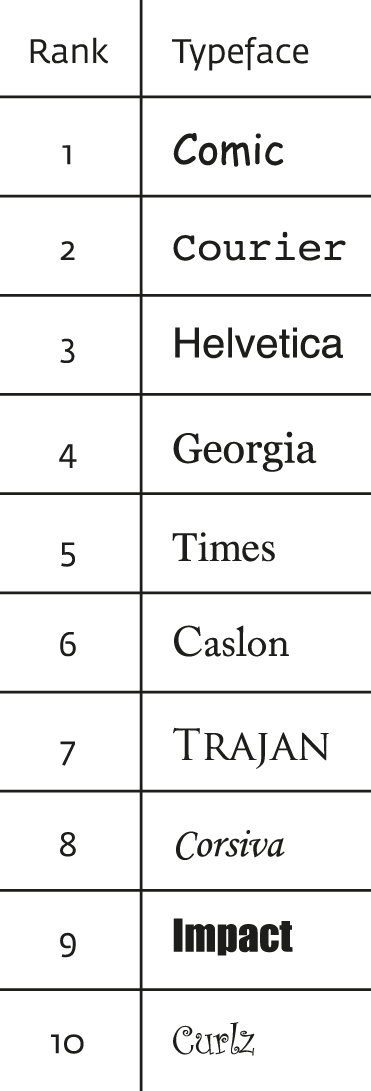 Rank Typeface
1 Comic
2 Courier
3 Helvetica
4 Georgia
5 Times
6 Caslon
7 TRAJAN
8 Corsiva
9 Impact
10 Curlz